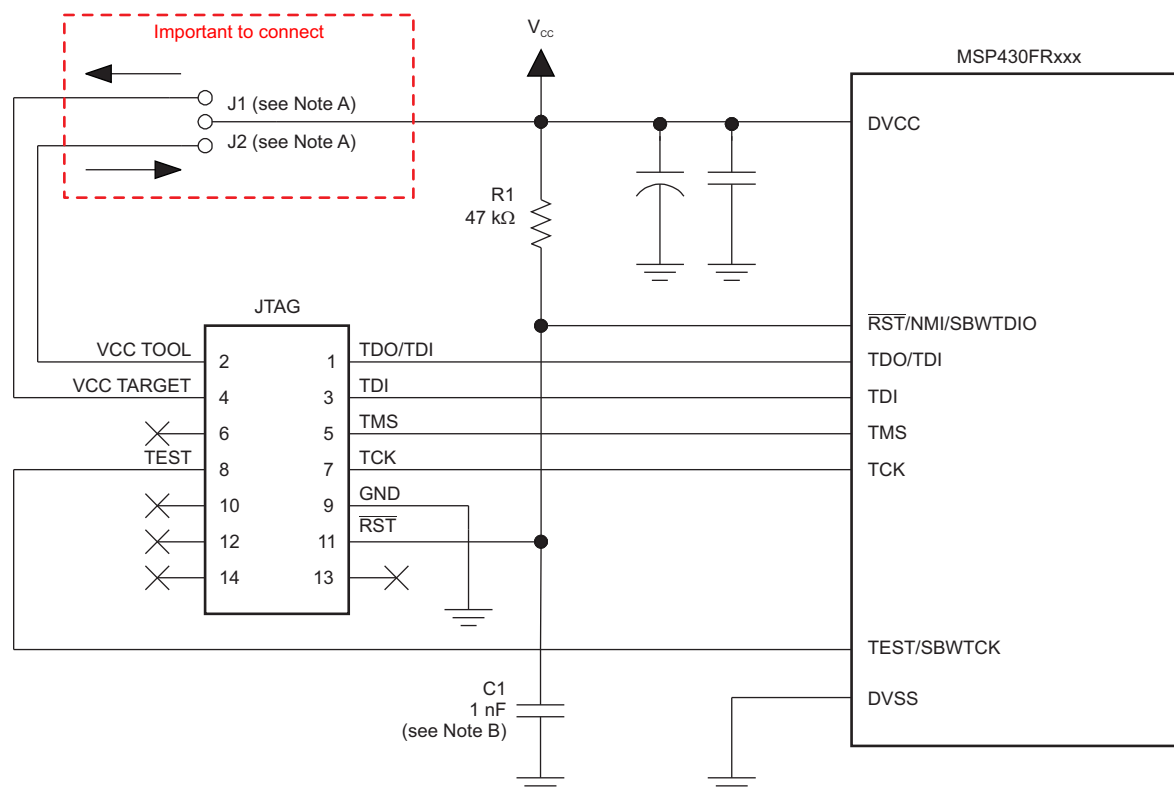 Important to connect
VCC
MSP430FRxxx
J1 (see Note A)
J2 (see Note A)
DVCC
R1
47 kΩ
JTAG
RST/NMI/SBWTDIO
VCC TOOL
2
1
TDO/TDI
TDO/TDI
VCC TARGET
4
3
TDI
TDI
6
5
TMS
TMS
TEST
8
7
TCK
TCK
10
9
GND
12
11
RST
14
13
TEST/SBWTCK
C1
1 nF
(see Note B)
DVSS